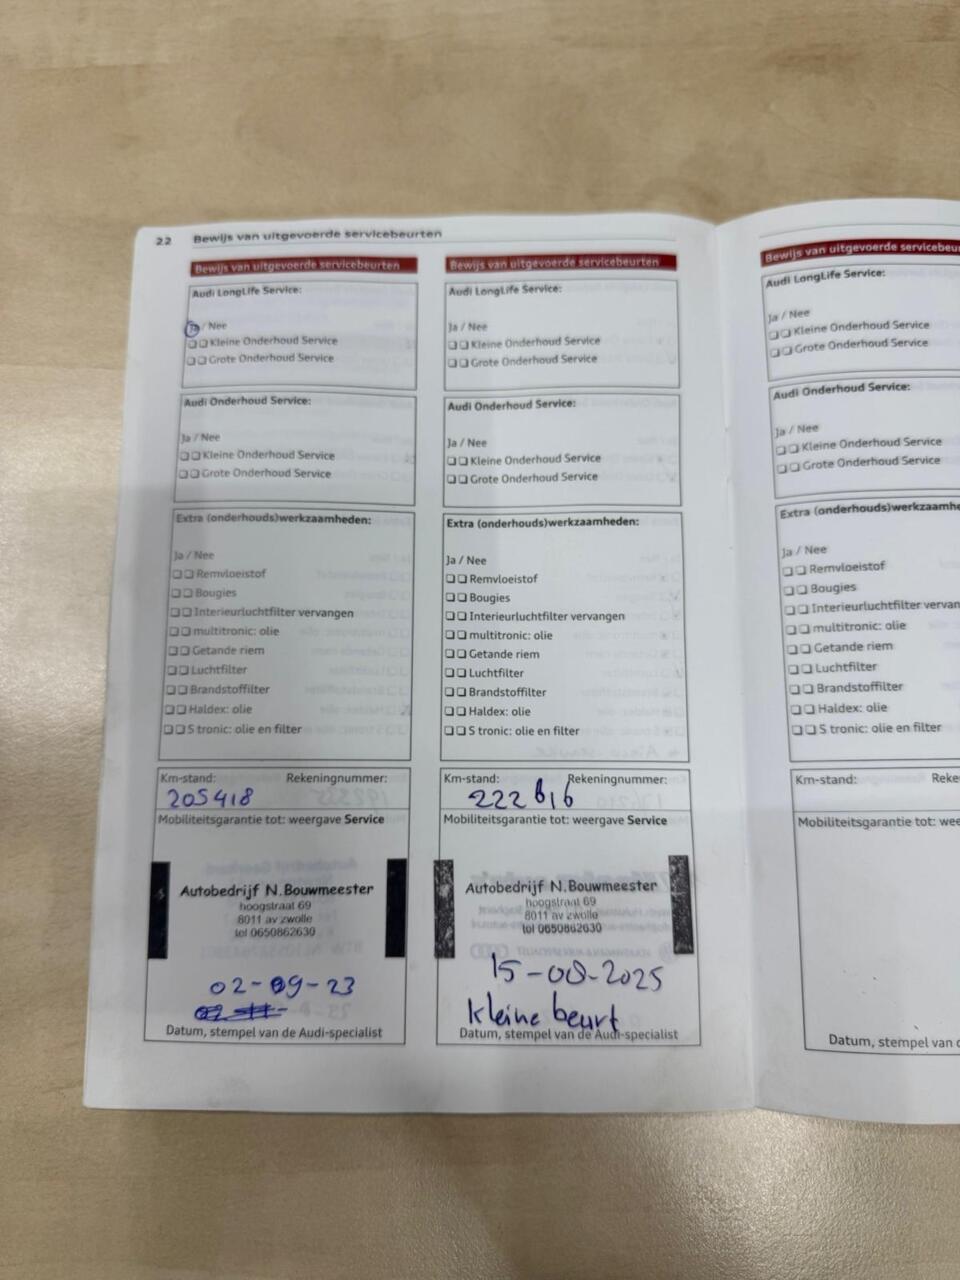 22 Bewijs van uitgevoerde servicebeurten
Bewijs van uitgevoerde servicebeurten
Audi LongLife Service:
Ja / Nee
Kleine Onderhoud Service
Grote Onderhoud Service
Audi Onderhoud Service:
Ja / Nee
Kleine Onderhoud Service
Grote Onderhoud Service
Extra (onderhouds)werkzaamheden:
Ja / Nee
Remvloeistof
Bougies
Interieurluchtfilter vervangen
multitronic: olie
Getande riem
Luchtfilter
Brandstoffilter
Haldex: olie
S tronic: olie en filter
Km-stand: Rekeningnummer:
205418
Mobiliteitsgarantie tot: weergave Service
Autobedrijf N.Bouwmeester
hoogstraat 69
8011 av zwolle
tel 0650862630
02-09-23
Datum, stempel van de Audi-specialist
Bewijs van uitgevoerde servicebeurten
Audi LongLife Service:
Ja / Nee
Kleine Onderhoud Service
Grote Onderhoud Service
Audi Onderhoud Service:
Ja / Nee
Kleine Onderhoud Service
Grote Onderhoud Service
Extra (onderhouds)werkzaamheden:
Ja / Nee
Remvloeistof
Bougies
Interieurluchtfilter vervangen
multitronic: olie
Getande riem
Luchtfilter
Brandstoffilter
Haldex: olie
S tronic: olie en filter
Km-stand: Rekeningnummer:
222616
Mobiliteitsgarantie tot: weergave Service
Autobedrijf N.Bouwmeester
hoogstraat 69
8011 av zwolle
tel 0650862630
15-08-2025
kleine beurt
Datum, stempel van de Audi-specialist
Bewijs van uitgevoerde servicebeu
Audi LongLife Service:
Ja / Nee
Kleine Onderhoud Service
Grote Onderhoud Service
Audi Onderhoud Service:
Ja / Nee
Kleine Onderhoud Service
Grote Onderhoud Service
Extra (onderhouds)werkzaamhe
Ja / Nee
Remvloeistof
Bougies
Interieurluchtfilter vervan
multitronic: olie
Getande riem
Luchtfilter
Brandstoffilter
Haldex: olie
S tronic: olie en filter
Km-stand: Reke
Mobiliteitsgarantie tot: wee
Datum, stempel van d